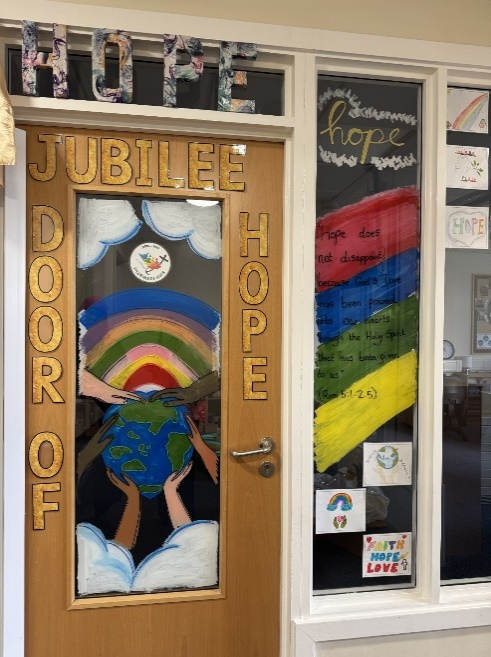 HOPE
JUBILEE
DOOR OF
HOPE
hope
"Hope does
not disappoint,
because God's love
has been poured
into our hearts
through the Holy Spirit
that has been given
to us"
(Rom 5:1-2.5)
HOPE
FAITH
HOPE
LOVE